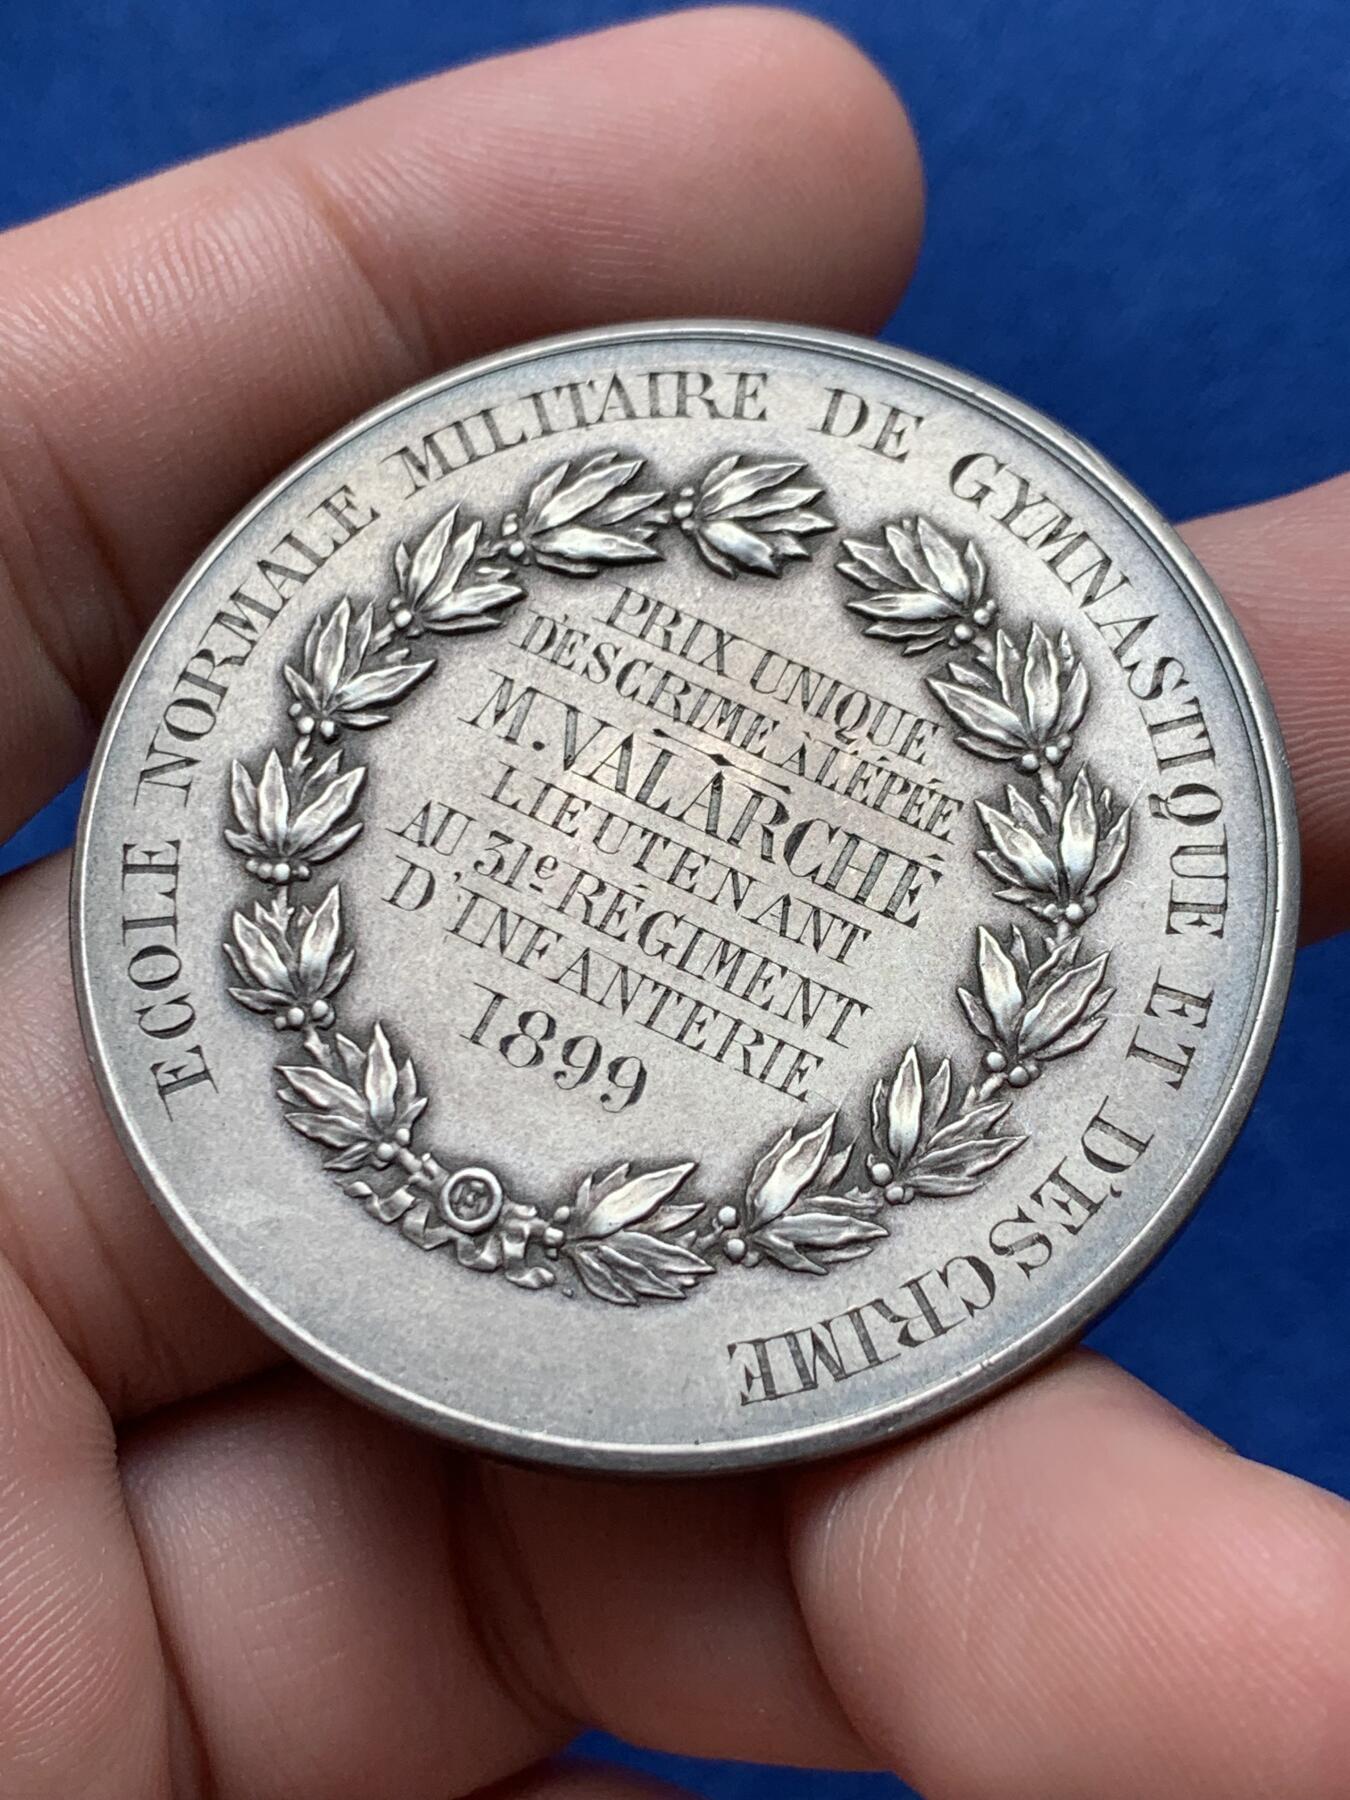 ECOLE NORMALE MILITAIRE DE GYMNASTIQUE ET D'ESCRIME
PRIX UNIQUE
D'ESCRIME À L'ÉPÉE
M. VALARCHÉ
LIEUTENANT
AU 31e RÉGIMENT
D'INFANTERIE
1899